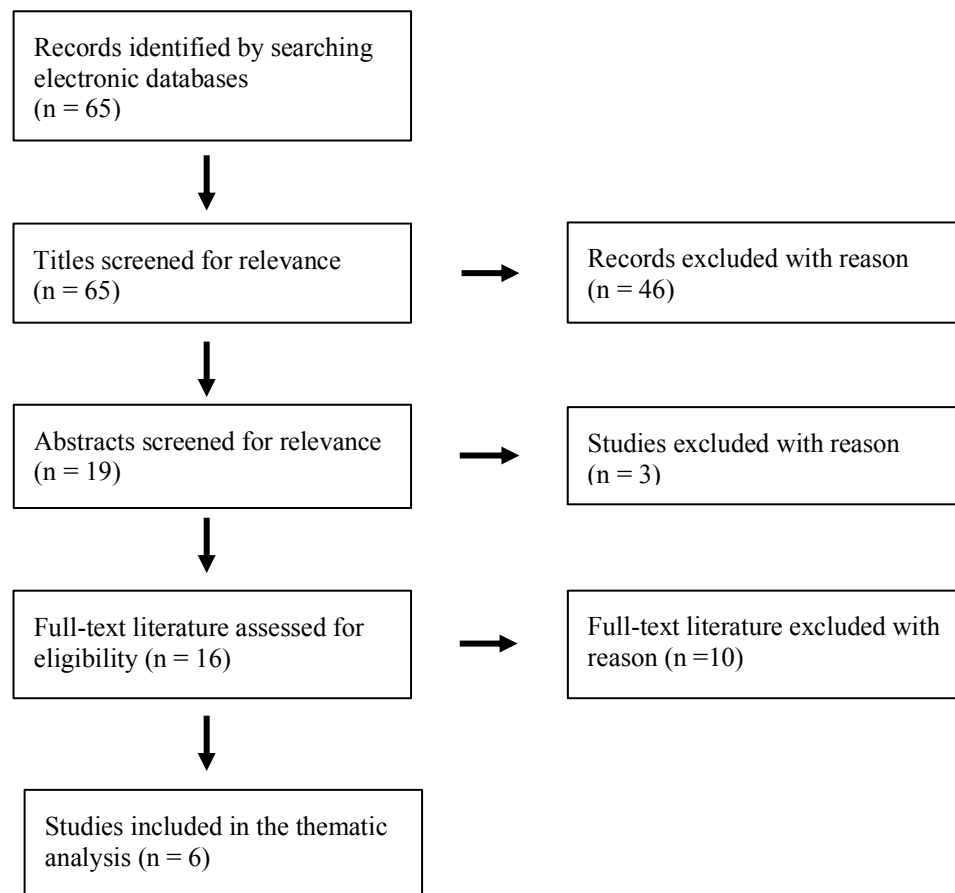 Records identified by searching
electronic databases
(n = 65)
Titles screened for relevance
(n = 65)
Records excluded with reason
(n = 46)
Abstracts screened for relevance
(n = 19)
Studies excluded with reason
(n = 3)
Full-text literature assessed for
eligibility (n = 16)
Full-text literature excluded with
reason (n =10)
Studies included in the thematic
analysis (n = 6)